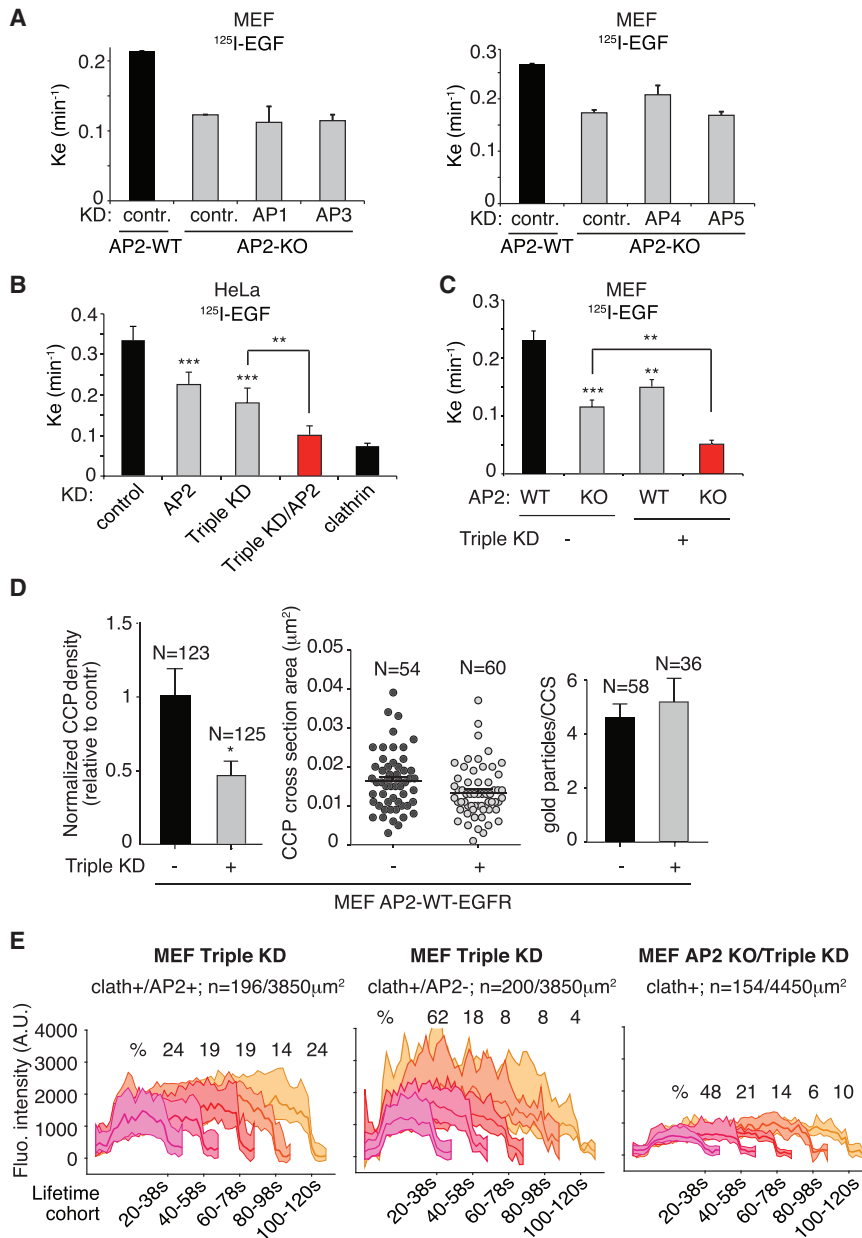 A
MEF
¹²⁵I-EGF
Ke (min⁻¹)
0.2
0.1
0
KD: contr. contr. AP1 AP3
AP2-WT AP2-KO
MEF
¹²⁵I-EGF
Ke (min⁻¹)
0.3
0.2
0.1
0
KD: contr. contr. AP4 AP5
AP2-WT AP2-KO
B
HeLa
¹²⁵I-EGF
Ke (min⁻¹)
0.4
0.3
0.2
0.1
0
***
***
**
KD: control AP2 Triple KD Triple KD/AP2 clathrin
C
MEF
¹²⁵I-EGF
Ke (min⁻¹)
0.3
0.2
0.1
0
***
**
**
AP2: WT KO WT KO
Triple KD - +
D
Normalized CCP density
(relative to contr)
1.5
1
0.5
0
N=123
N=125
*
Triple KD - +
CCP cross section area (μm²)
0.05
0.04
0.03
0.02
0.01
0
N=54 N=60
- +
gold particles/CCS
6
4
2
0
N=58
N=36
- +
MEF AP2-WT-EGFR
E
MEF Triple KD
clath+/AP2+; n=196/3850μm²
Fluo. intensity (A.U.)
4000
3000
2000
1000
0
% 24 19 19 14 24
Lifetime
cohort
20-38s
40-58s
60-78s
80-98s
100-120s
MEF Triple KD
clath+/AP2-; n=200/3850μm²
% 62 18 8 8 4
20-38s
40-58s
60-78s
80-98s
100-120s
MEF AP2 KO/Triple KD
clath+; n=154/4450μm²
% 48 21 14 6 10
20-38s
40-58s
60-78s
80-98s
100-120s